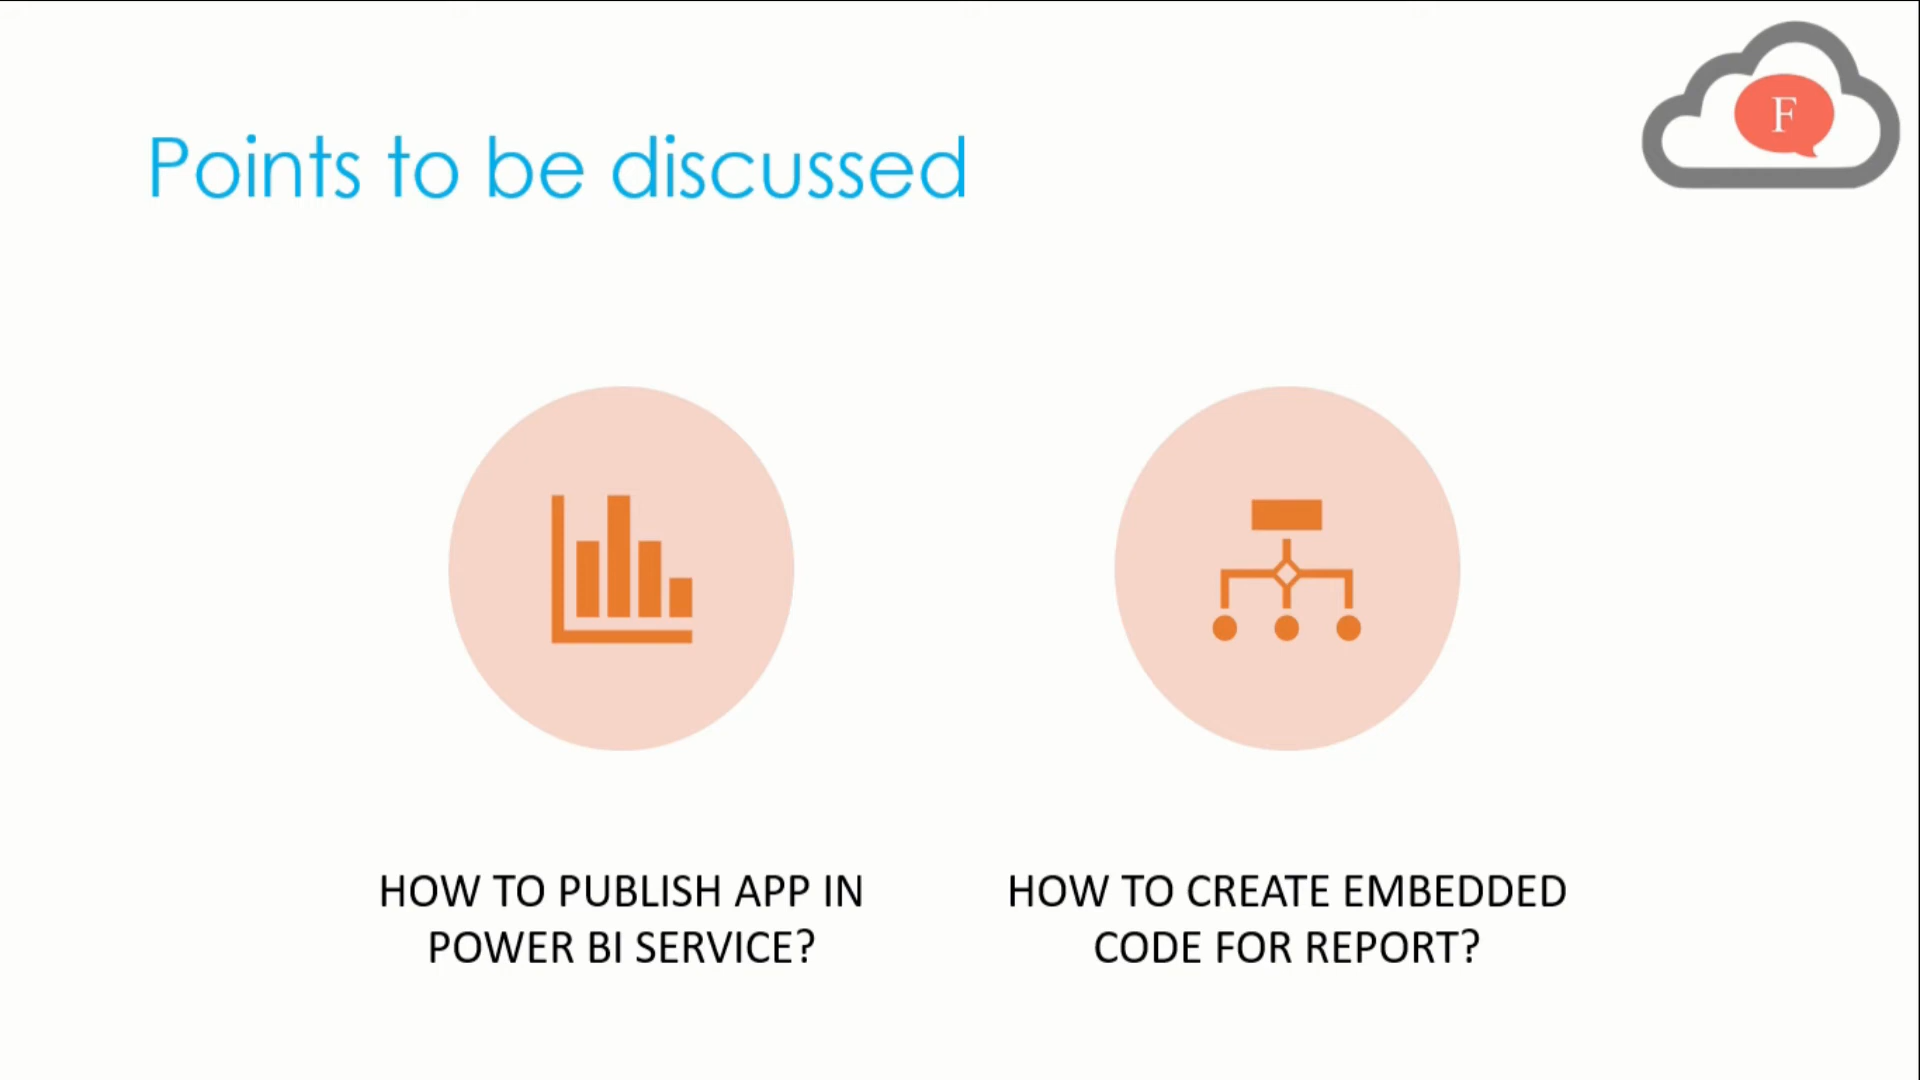 F
Points to be discussed
HOW TO PUBLISH APP IN
POWER BI SERVICE?
HOW TO CREATE EMBEDDED
CODE FOR REPORT?